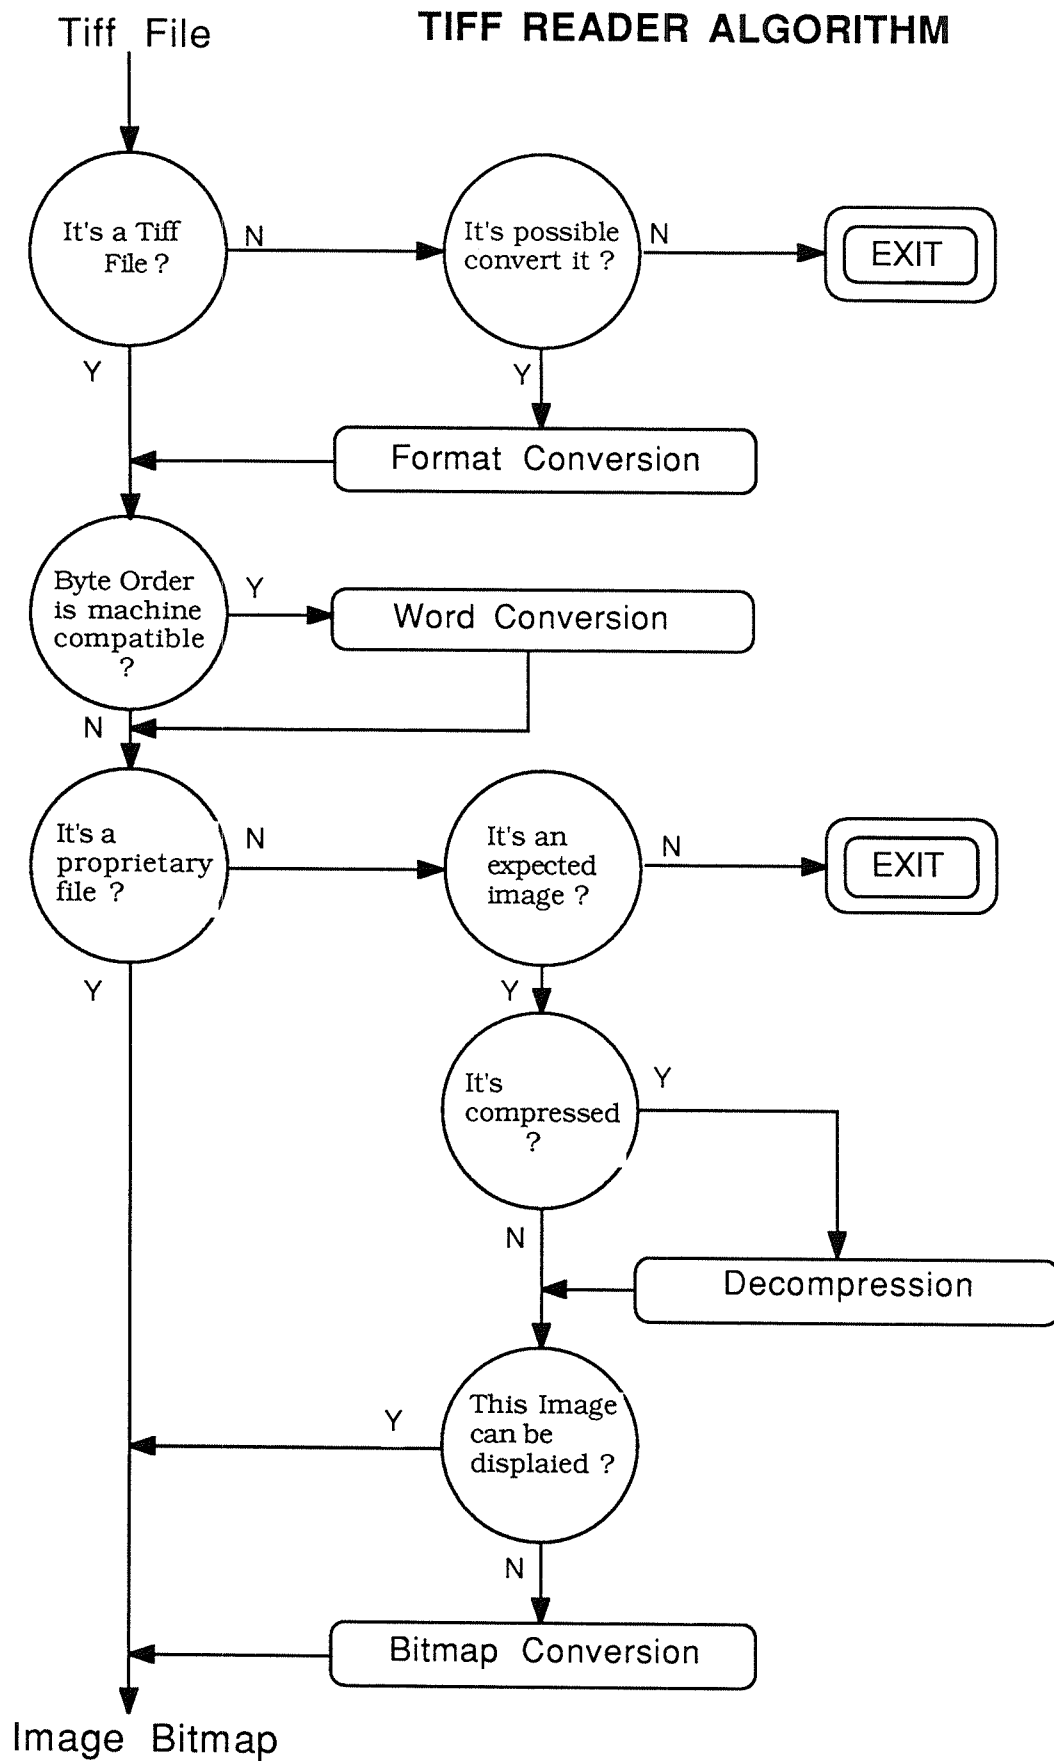 Tiff File
TIFF READER ALGORITHM
It's a Tiff
File ?
N
It's possible
convert it ?
N
EXIT
Y
Y
Format Conversion
Byte Order
is machine
compatible
?
Y
Word Conversion
N
It's a
proprietary
file ?
N
It's an
expected
image ?
N
EXIT
Y
Y
It's
compressed
?
Y
N
Decompression
This Image
can be
displaied ?
Y
N
Bitmap Conversion
Image Bitmap